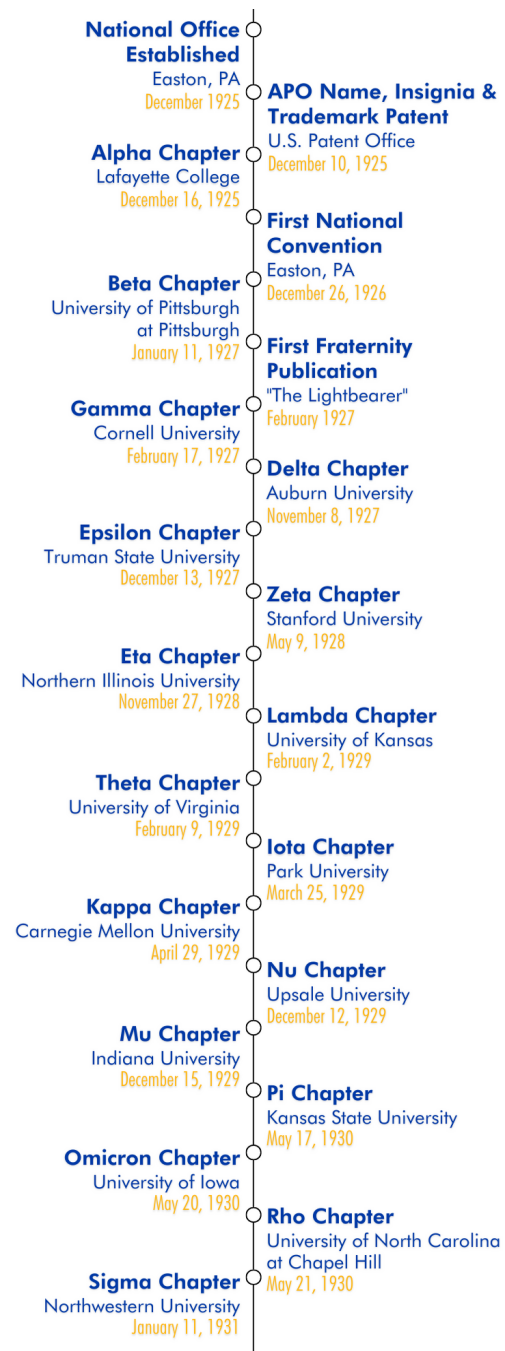 National Office
Established
Easton, PA
December 1925
APO Name, Insignia &
Trademark Patent
U.S. Patent Office
December 10, 1925
Alpha Chapter
Lafayette College
December 16, 1925
First National
Convention
Easton, PA
December 26, 1926
Beta Chapter
University of Pittsburgh
at Pittsburgh
January 11, 1927
First Fraternity
Publication
"The Lightbearer"
February 1927
Gamma Chapter
Cornell University
February 17, 1927
Delta Chapter
Auburn University
November 8, 1927
Epsilon Chapter
Truman State University
December 13, 1927
Zeta Chapter
Stanford University
May 9, 1928
Eta Chapter
Northern Illinois University
November 27, 1928
Lambda Chapter
University of Kansas
February 2, 1929
Theta Chapter
University of Virginia
February 9, 1929
Iota Chapter
Park University
March 25, 1929
Kappa Chapter
Carnegie Mellon University
April 29, 1929
Nu Chapter
Upsale University
December 12, 1929
Mu Chapter
Indiana University
December 15, 1929
Pi Chapter
Kansas State University
May 17, 1930
Omicron Chapter
University of Iowa
May 20, 1930
Rho Chapter
University of North Carolina
at Chapel Hill
May 21, 1930
Sigma Chapter
Northwestern University
January 11, 1931